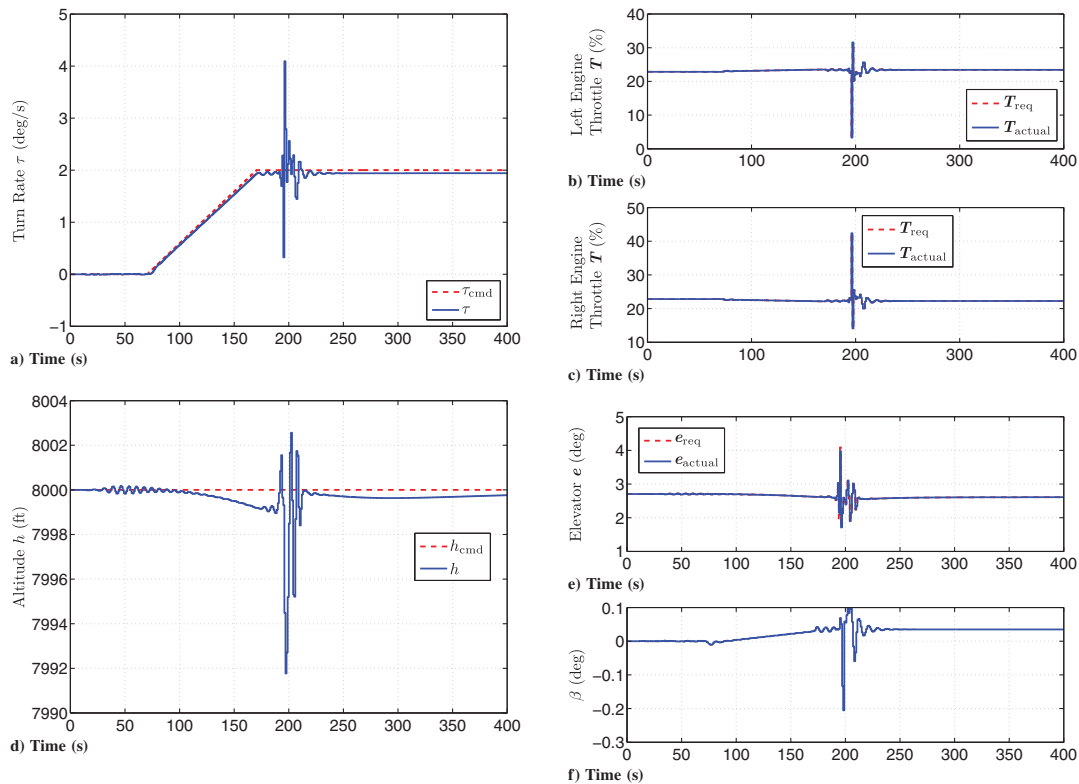 5
4
3
2
1
0
−1
0 50 100 150 200 250 300 350 400
Turn Rate τ (deg/s)
τcmd
τ
a) Time (s)
40
30
20
10
0
0 100 200 300 400
Left Engine
Throttle T (%)
Treq
Tactual
b) Time (s)
50
40
30
20
10
0 100 200 300 400
Right Engine
Throttle T (%)
Treq
Tactual
c) Time (s)
8004
8002
8000
7998
7996
7994
7992
7990
0 50 100 150 200 250 300 350 400
Altitude h (ft)
hcmd
h
d) Time (s)
5
4
3
2
1
0 50 100 150 200 250 300 350 400
Elevator e (deg)
ereq
eactual
e) Time (s)
0.1
0
−0.1
−0.2
−0.3
0 50 100 150 200 250 300 350 400
β (deg)
f) Time (s)